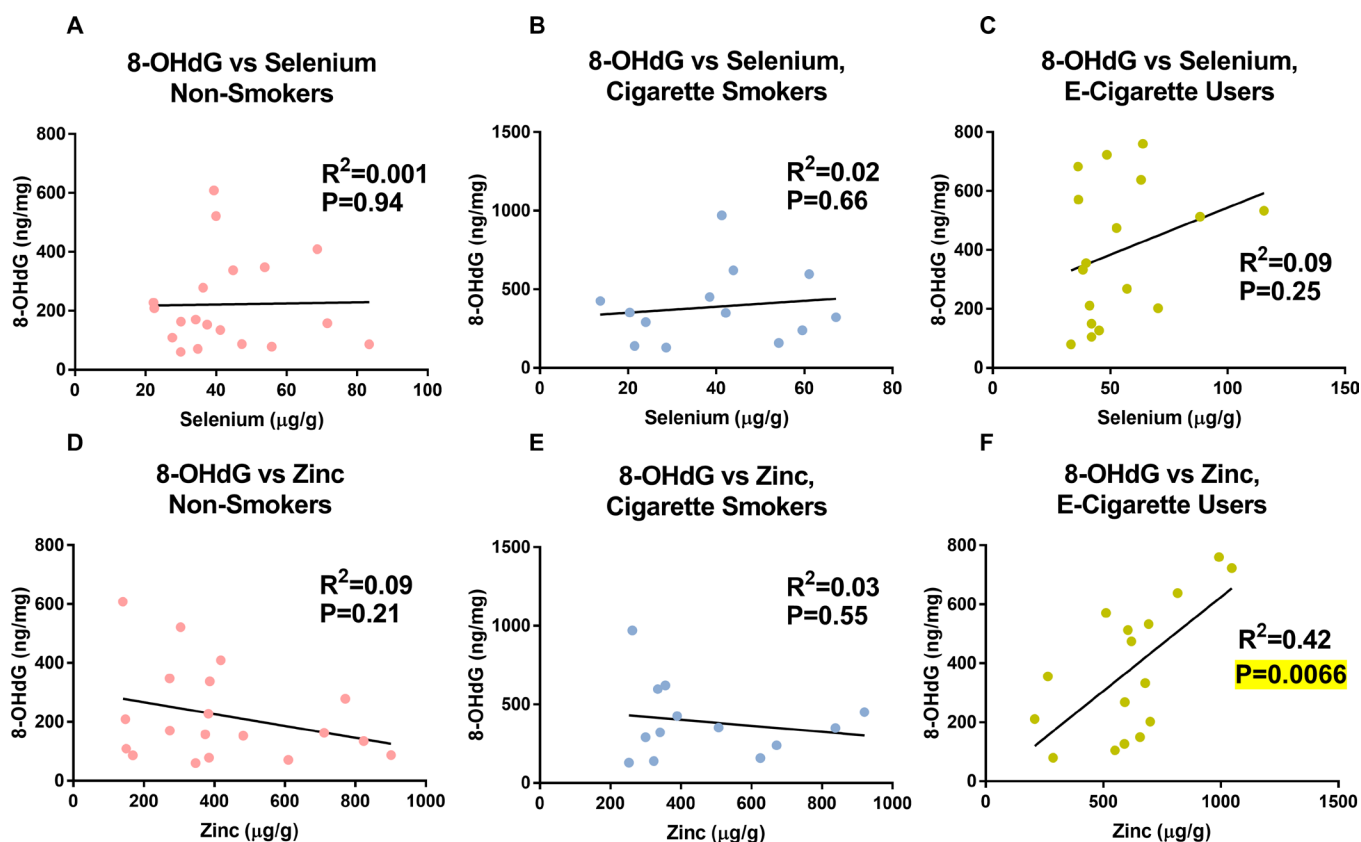 A
8-OHdG vs Selenium
Non-Smokers
R²=0.001
P=0.94
8-OHdG (ng/mg)
800
600
400
200
0
0 20 40 60 80 100
Selenium (μg/g)
B
8-OHdG vs Selenium,
Cigarette Smokers
R²=0.02
P=0.66
8-OHdG (ng/mg)
1500
1000
500
0
0 20 40 60 80
Selenium (μg/g)
C
8-OHdG vs Selenium,
E-Cigarette Users
R²=0.09
P=0.25
8-OHdG (ng/mg)
800
600
400
200
0
0 50 100 150
Selenium (μg/g)
D
8-OHdG vs Zinc
Non-Smokers
R²=0.09
P=0.21
8-OHdG (ng/mg)
800
600
400
200
0
0 200 400 600 800 1000
Zinc (μg/g)
E
8-OHdG vs Zinc,
Cigarette Smokers
R²=0.03
P=0.55
8-OHdG (ng/mg)
1500
1000
500
0
0 200 400 600 800 1000
Zinc (μg/g)
F
8-OHdG vs Zinc,
E-Cigarette Users
R²=0.42
P=0.0066
8-OHdG (ng/mg)
800
600
400
200
0
0 500 1000 1500
Zinc (μg/g)